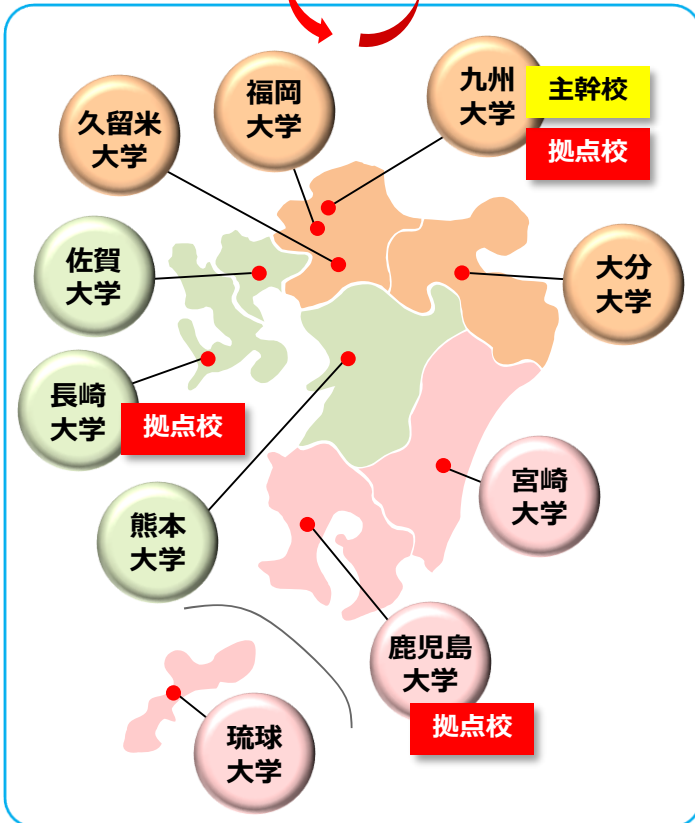 福岡
大学
九州
大学
主幹校
拠点校
久留米
大学
佐賀
大学
大分
大学
長崎
大学
拠点校
宮崎
大学
熊本
大学
鹿児島
大学
拠点校
琉球
大学